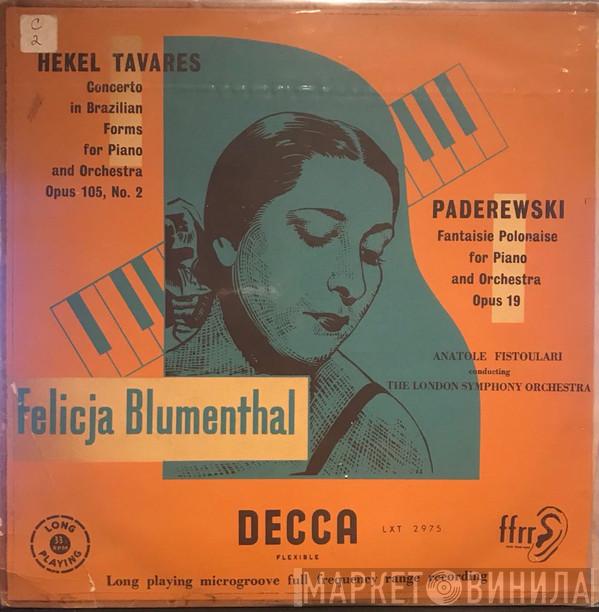 C
2
HEKEL TAVARES
Concerto
in Brazilian
Forms
for Piano
and Orchestra
Opus 105, No. 2
PADEREWSKI
Fantaisie Polonaise
for Piano
and Orchestra
Opus 19
ANATOLE FISTOULARI
conducting
THE LONDON SYMPHONY ORCHESTRA
Felicja Blumenthal
LONG
33
RPM
PLAYING
DECCA
LXT 2975
FLEXIBLE
ffrr
Long playing microgroove full frequency range recording
МАРКЕТ ВИНИЛА